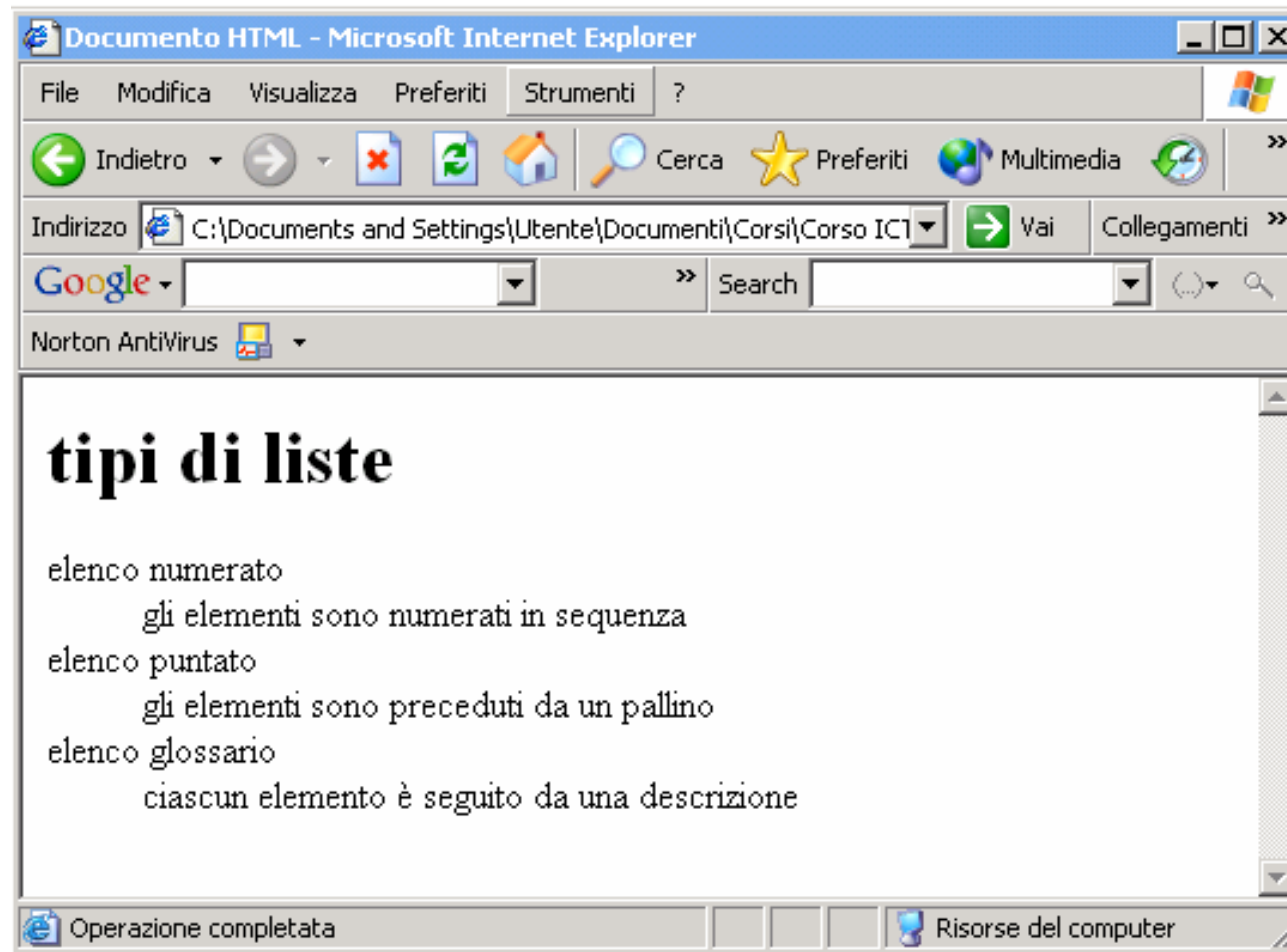 Documento HTML - Microsoft Internet Explorer
File Modifica Visualizza Preferiti Strumenti ?
Indietro Cerca Preferiti Multimedia »
Indirizzo C:\Documents and Settings\Utente\Documenti\Corsi\Corso ICT Vai Collegamenti »
Google » Search (...)
Norton AntiVirus
tipi di liste
elenco numerato
gli elementi sono numerati in sequenza
elenco puntato
gli elementi sono preceduti da un pallino
elenco glossario
ciascun elemento è seguito da una descrizione
Operazione completata Risorse del computer